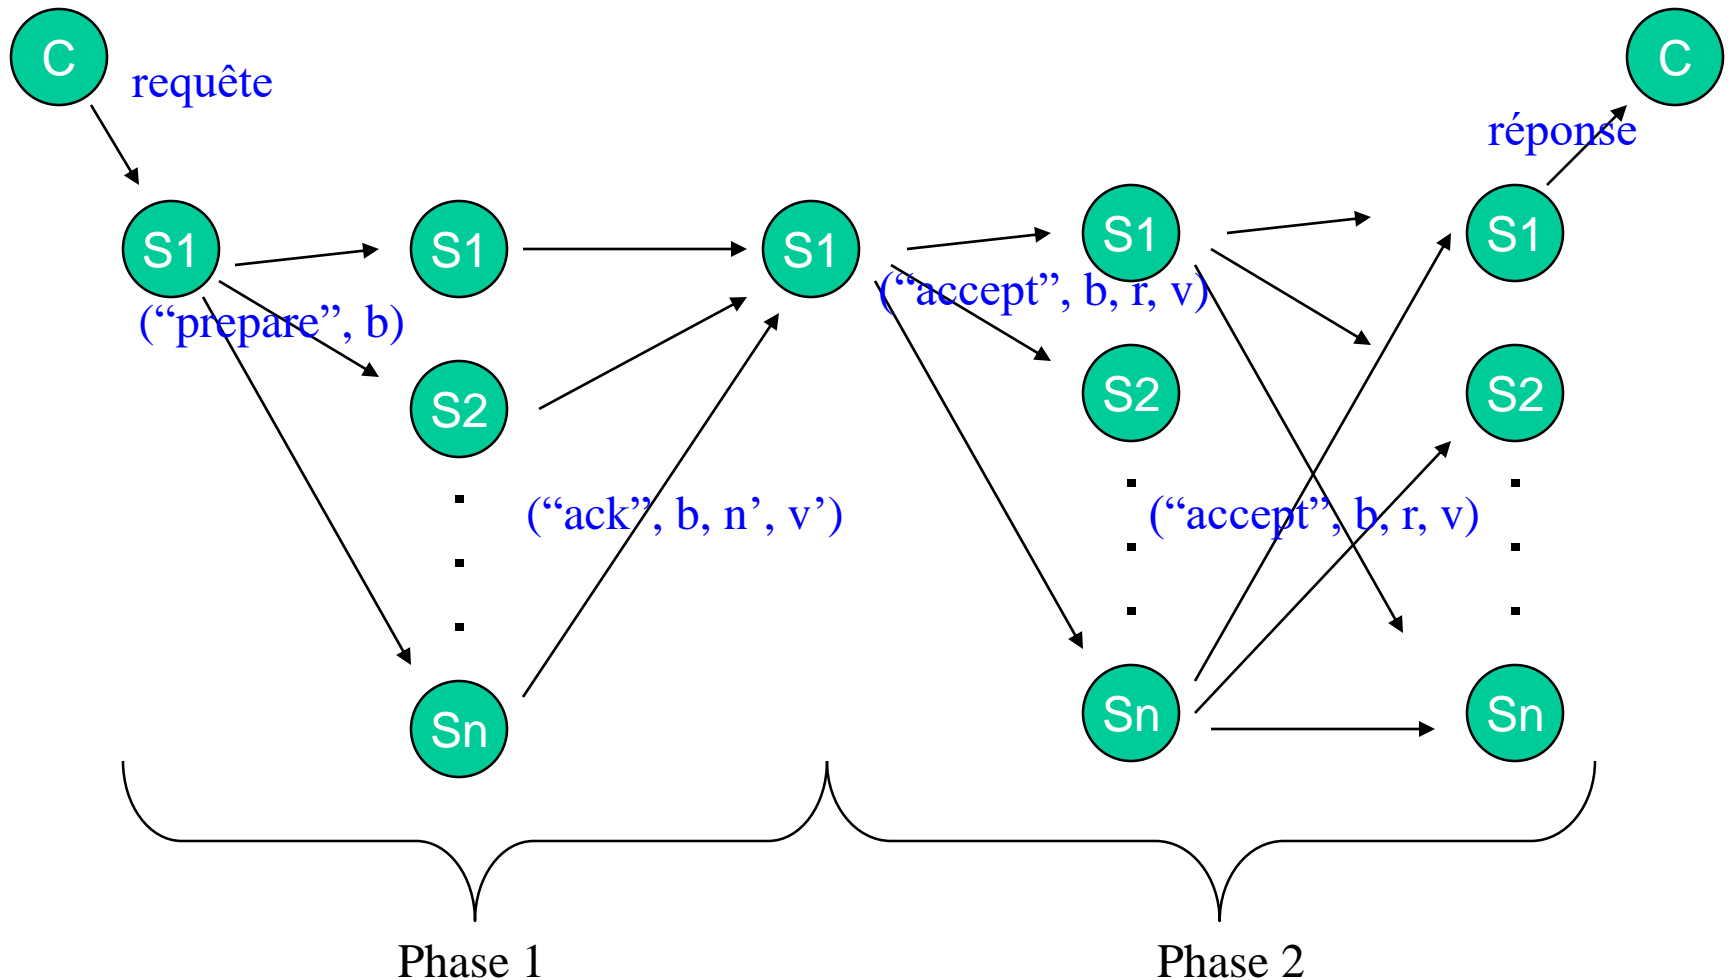 C
C
requête
réponse
S1
S1
S1
S1
S1
(“accept”, b, r, v)
(“prepare”, b)
S2
S2
S2
(“ack”, b, n’, v’)
(“accept”, b, r, v)
Sn
Sn
Sn
Phase 1
Phase 2